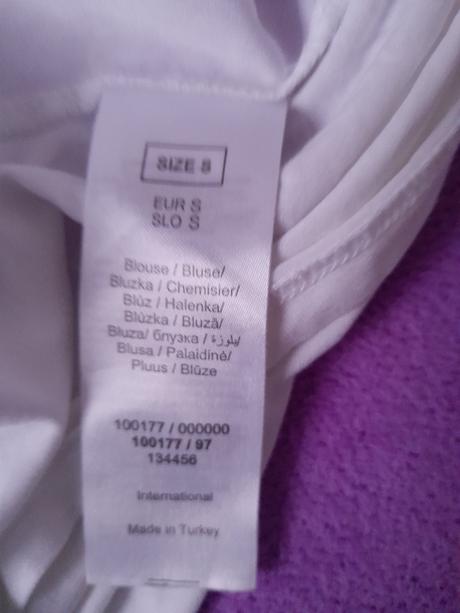 SIZE S
EUR S
SLO S
Blouse / Bluse/
Bluzka / Chemisier/
Blúz / Halenka/
Blúzka / Bluză/
Bluza/ блузка / بلوزة/
Blusa / Palaidinė/
Pluus / Blūze
100177 / 000000
100177 / 97
134456
International
Made in Turkey